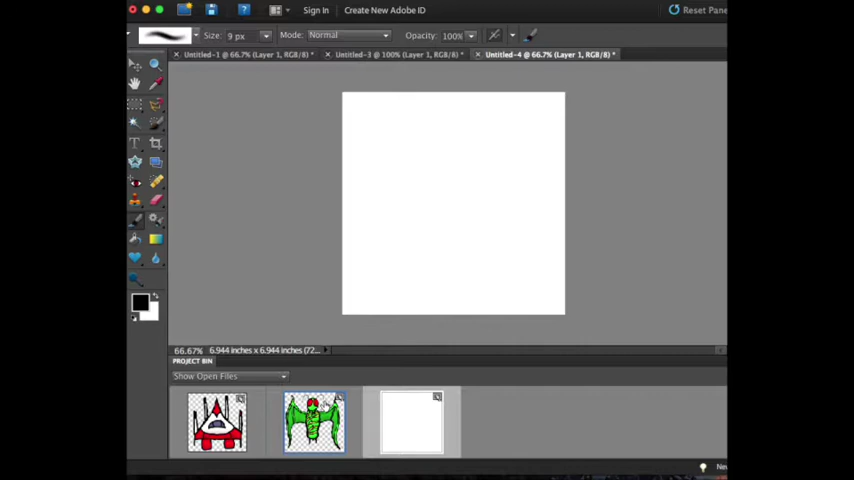 Sign In Create New Adobe ID Reset Pane
Size: 9 px Mode: Normal Opacity: 100%
Untitled-1 @ 66.7% (Layer 1, RGB/8) * Untitled-3 @ 100% (Layer 1, RGB/8) * Untitled-4 @ 66.7% (Layer 1, RGB/8) *
66.67% 6.944 inches x 6.944 inches (72...
PROJECT BIN
Show Open Files
New